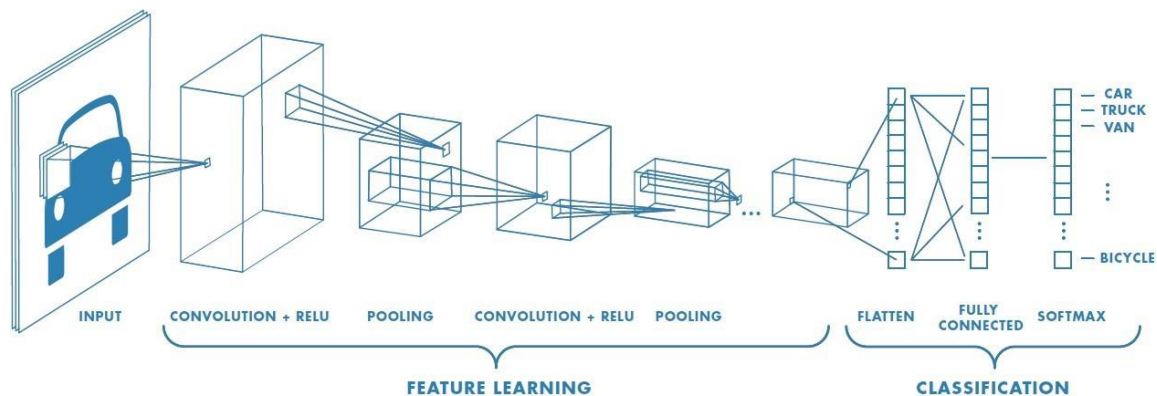 CAR
TRUCK
VAN
BICYCLE
INPUT
CONVOLUTION + RELU
POOLING
CONVOLUTION + RELU
POOLING
FLATTEN
FULLY
CONNECTED
SOFTMAX
FEATURE LEARNING
CLASSIFICATION